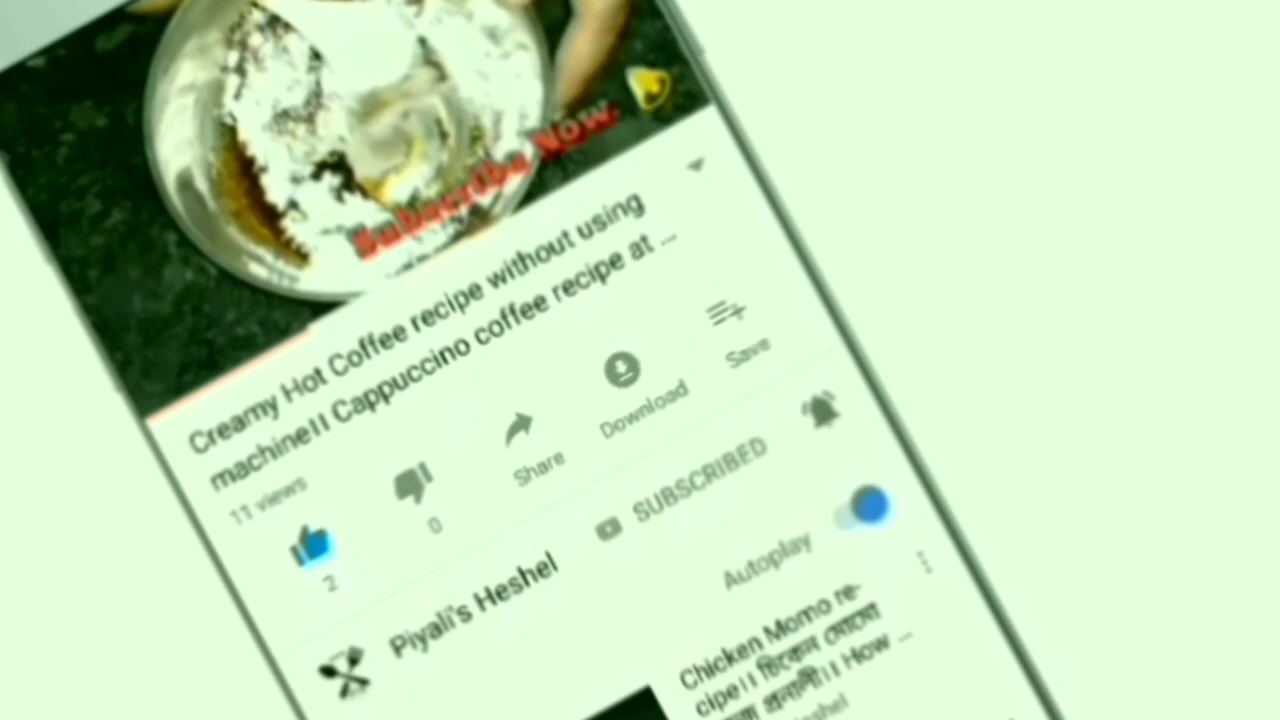 Subscribe Now.
Creamy Hot Coffee recipe without using
machine।। Cappuccino coffee recipe at ...
11 views
2
0
Share
Download
Save
Piyali's Heshel
SUBSCRIBED
Autoplay
Chicken Momo re-
cipe।। চিকেন মোমো
How ...